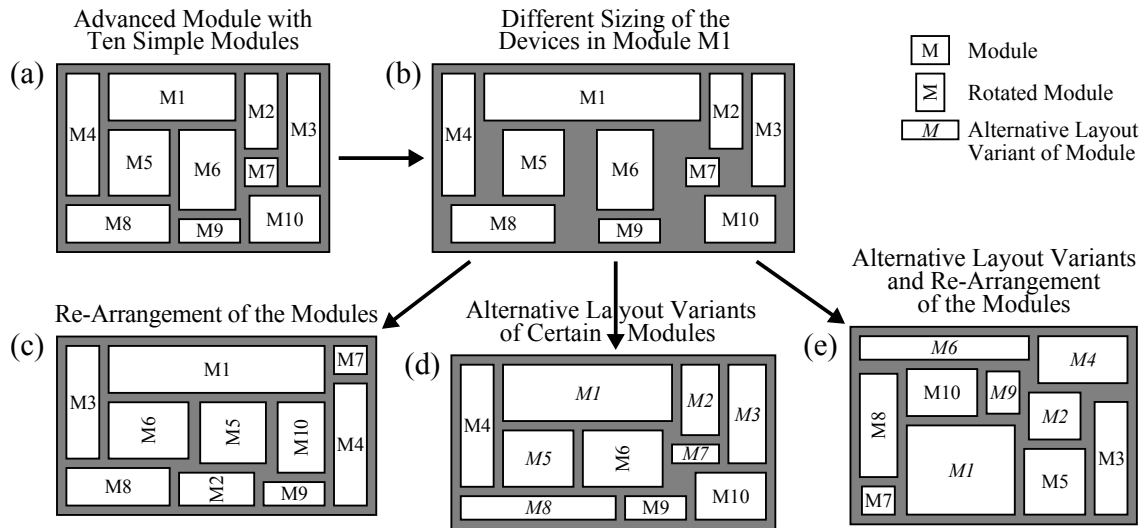 Advanced Module with
Ten Simple Modules
(a)
M1
M2
M3
M4
M5
M6
M7
M8
M9
M10
Different Sizing of the
Devices in Module M1
(b)
M1
M2
M3
M4
M5
M6
M7
M8
M9
M10
M Module
M Rotated Module
M Alternative Layout
Variant of Module
Re-Arrangement of the Modules
(c)
M1
M7
M3
M6
M5
M10
M4
M8
M2
M9
Alternative Layout Variants
of Certain Modules
(d)
M1
M2
M3
M4
M5
M6
M7
M8
M9
M10
Alternative Layout Variants
and Re-Arrangement
of the Modules
(e)
M6
M4
M8
M10
M9
M2
M3
M1
M5
M7